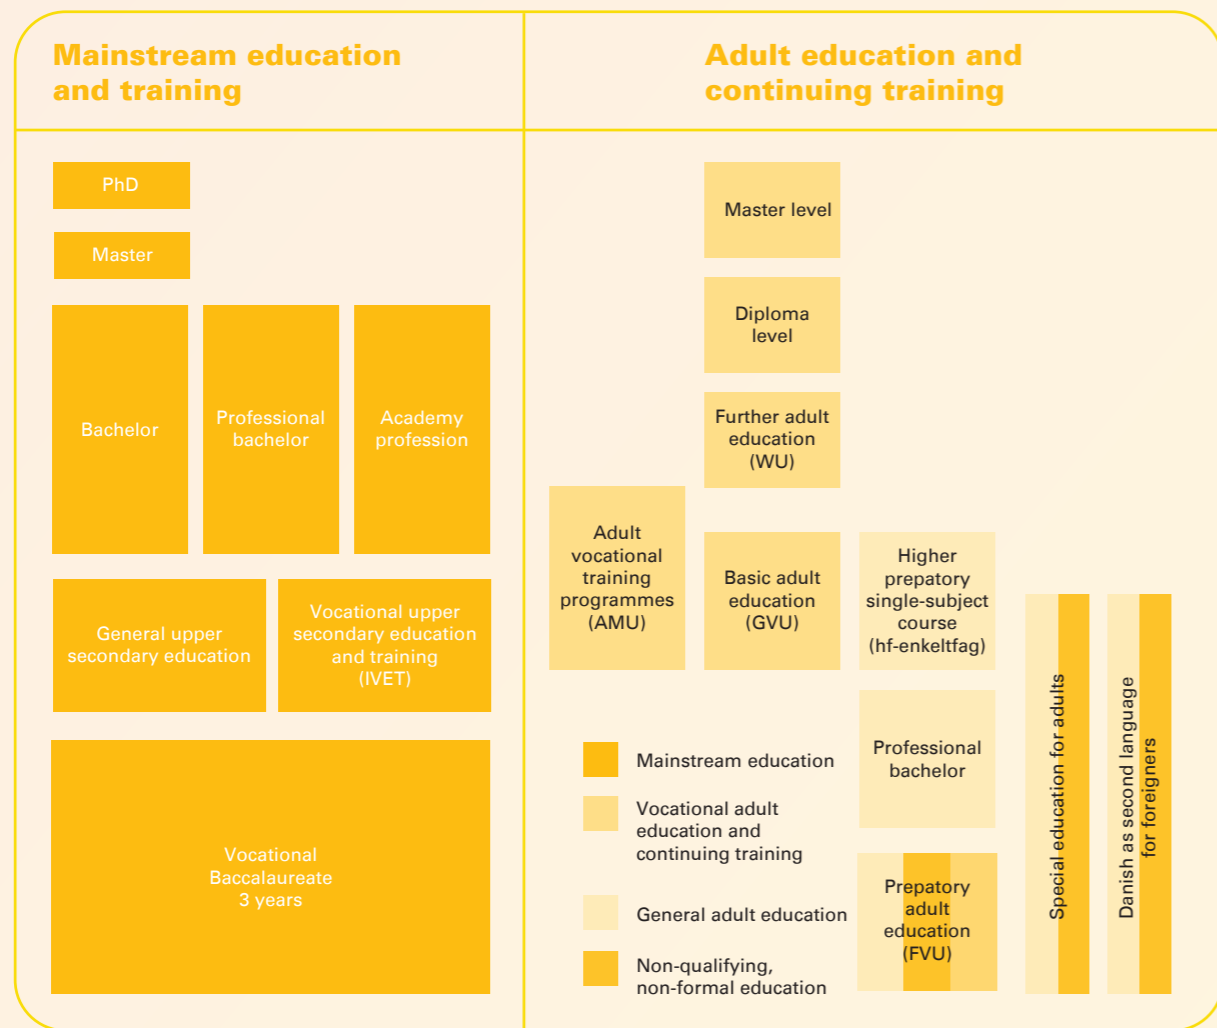 Mainstream education
and training
Adult education and
continuing training
PhD
Master
Bachelor
Professional
bachelor
Academy
profession
General upper
secondary education
Vocational upper
secondary education
and training
(IVET)
Vocational
Baccalaureate
3 years
Master level
Diploma
level
Further adult
education
(WU)
Adult
vocational
training
programmes
(AMU)
Basic adult
education
(GVU)
Higher
prepatory
single-subject
course
(hf-enkeltfag)
Professional
bachelor
Prepatory
adult
education
(FVU)
Special education for adults
Danish as second language
for foreigners
Mainstream education
Vocational adult
education and
continuing training
General adult education
Non-qualifying,
non-formal education